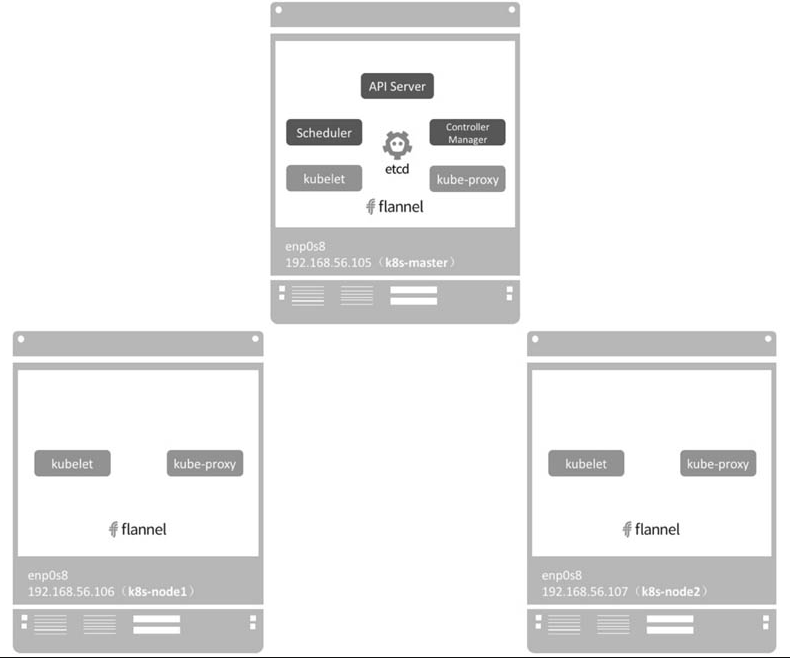 API Server
Scheduler
Controller
Manager
etcd
kubelet
kube-proxy
flannel
enp0s8
192.168.56.105（k8s-master）
kubelet
kube-proxy
flannel
enp0s8
192.168.56.106（k8s-node1）
kubelet
kube-proxy
flannel
enp0s8
192.168.56.107（k8s-node2）